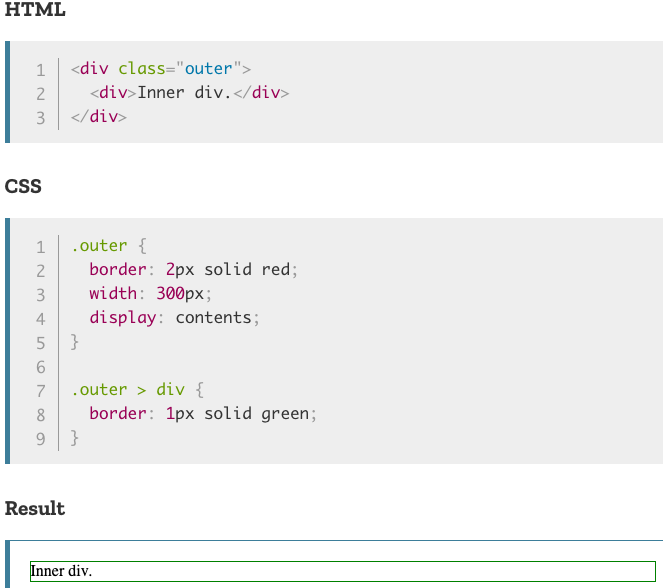 HTML
1 <div class="outer">
2   <div>Inner div.</div>
3 </div>
CSS
1 .outer {
2   border: 2px solid red;
3   width: 300px;
4   display: contents;
5 }
6
7 .outer > div {
8   border: 1px solid green;
9 }
Result
Inner div.